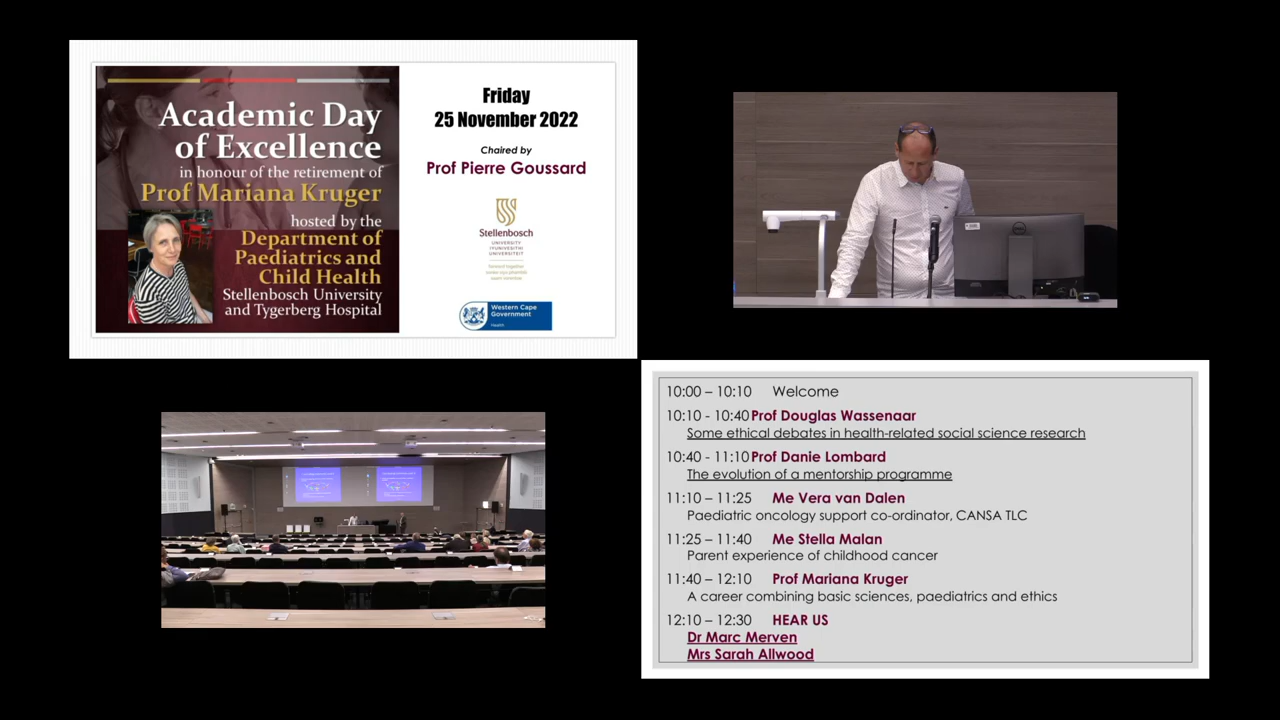 Academic Day
of Excellence
in honour of the retirement of
Prof Mariana Kruger
hosted by the
Department of
Paediatrics and
Child Health
Stellenbosch University
and Tygerberg Hospital
Friday
25 November 2022
Chaired by
Prof Pierre Goussard
Stellenbosch
UNIVERSITY
IYUNIVESITHI
UNIVERSITEIT
forward together
Western Cape
Government
Health
10:00 – 10:10 Welcome
10:10 - 10:40 Prof Douglas Wassenaar
Some ethical debates in health-related social science research
10:40 - 11:10 Prof Danie Lombard
The evolution of a mentorship programme
11:10 – 11:25 Me Vera van Dalen
Paediatric oncology support co-ordinator, CANSA TLC
11:25 – 11:40 Me Stella Malan
Parent experience of childhood cancer
11:40 – 12:10 Prof Mariana Kruger
A career combining basic sciences, paediatrics and ethics
12:10 – 12:30 HEAR US
Dr Marc Merven
Mrs Sarah Allwood